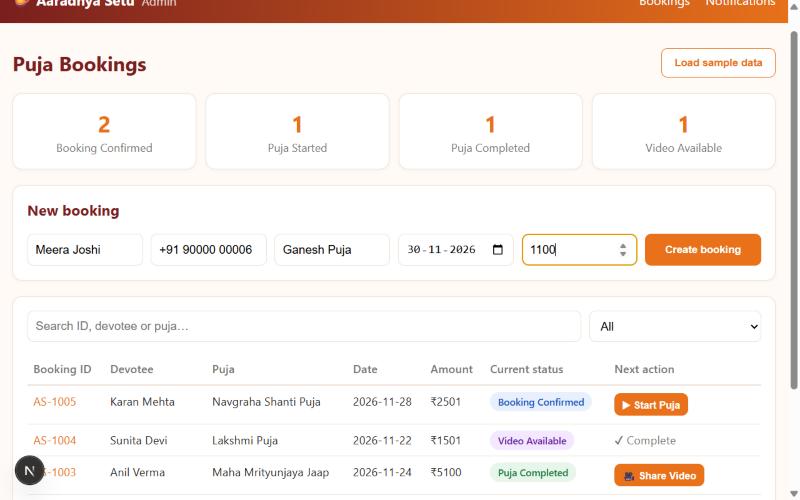 Aaradhya Setu Admin Bookings Notifications
Puja Bookings Load sample data
2 1 1 1
Booking Confirmed Puja Started Puja Completed Video Available
New booking
Meera Joshi +91 90000 00006 Ganesh Puja 30-11-2026 1100 Create booking
Search ID, devotee or puja... All
Booking ID Devotee Puja Date Amount Current status Next action
AS-1005 Karan Mehta Navgraha Shanti Puja 2026-11-28 ₹2501 Booking Confirmed ▶ Start Puja
AS-1004 Sunita Devi Lakshmi Puja 2026-11-22 ₹1501 Video Available ✓ Complete
N S-1003 Anil Verma Maha Mrityunjaya Jaap 2026-11-24 ₹5100 Puja Completed Share Video